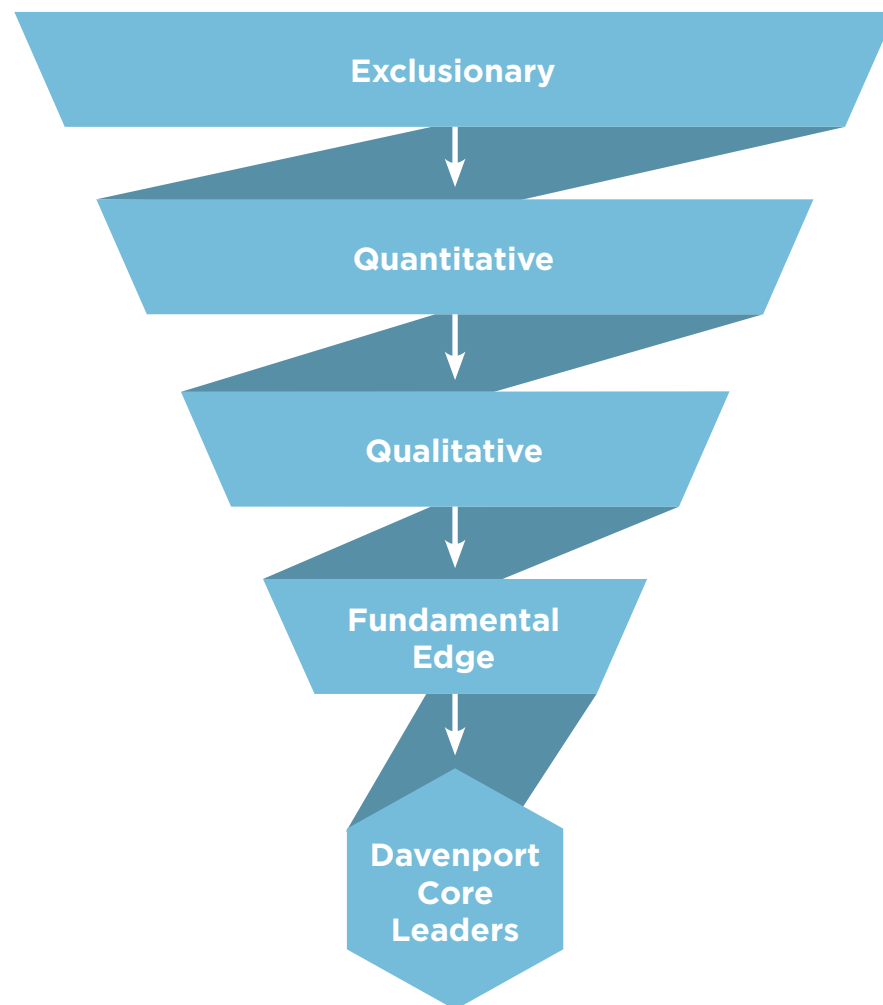 Exclusionary
Quantitative
Qualitative
Fundamental
Edge
Davenport
Core
Leaders